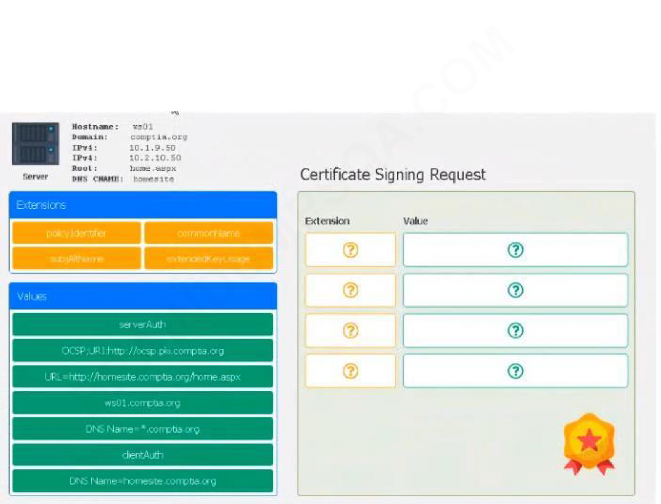 Hostname: ws01
Domain: comptia.org
IPv4: 10.1.9.50
IPv4: 10.2.10.50
Root: home.aspx
DNS CNAME: homesite
Server
Certificate Signing Request
Extensions
policyIdentifier commonName
subjAltName extendedKeyUsage
Extension Value
Values
serverAuth
OCSP;URI:http://ocsp.pki.comptia.org
URL=http://homesite.comptia.org/home.aspx
ws01.comptia.org
DNS Name=*.comptia.org
clientAuth
DNS Name=homesite.comptia.org